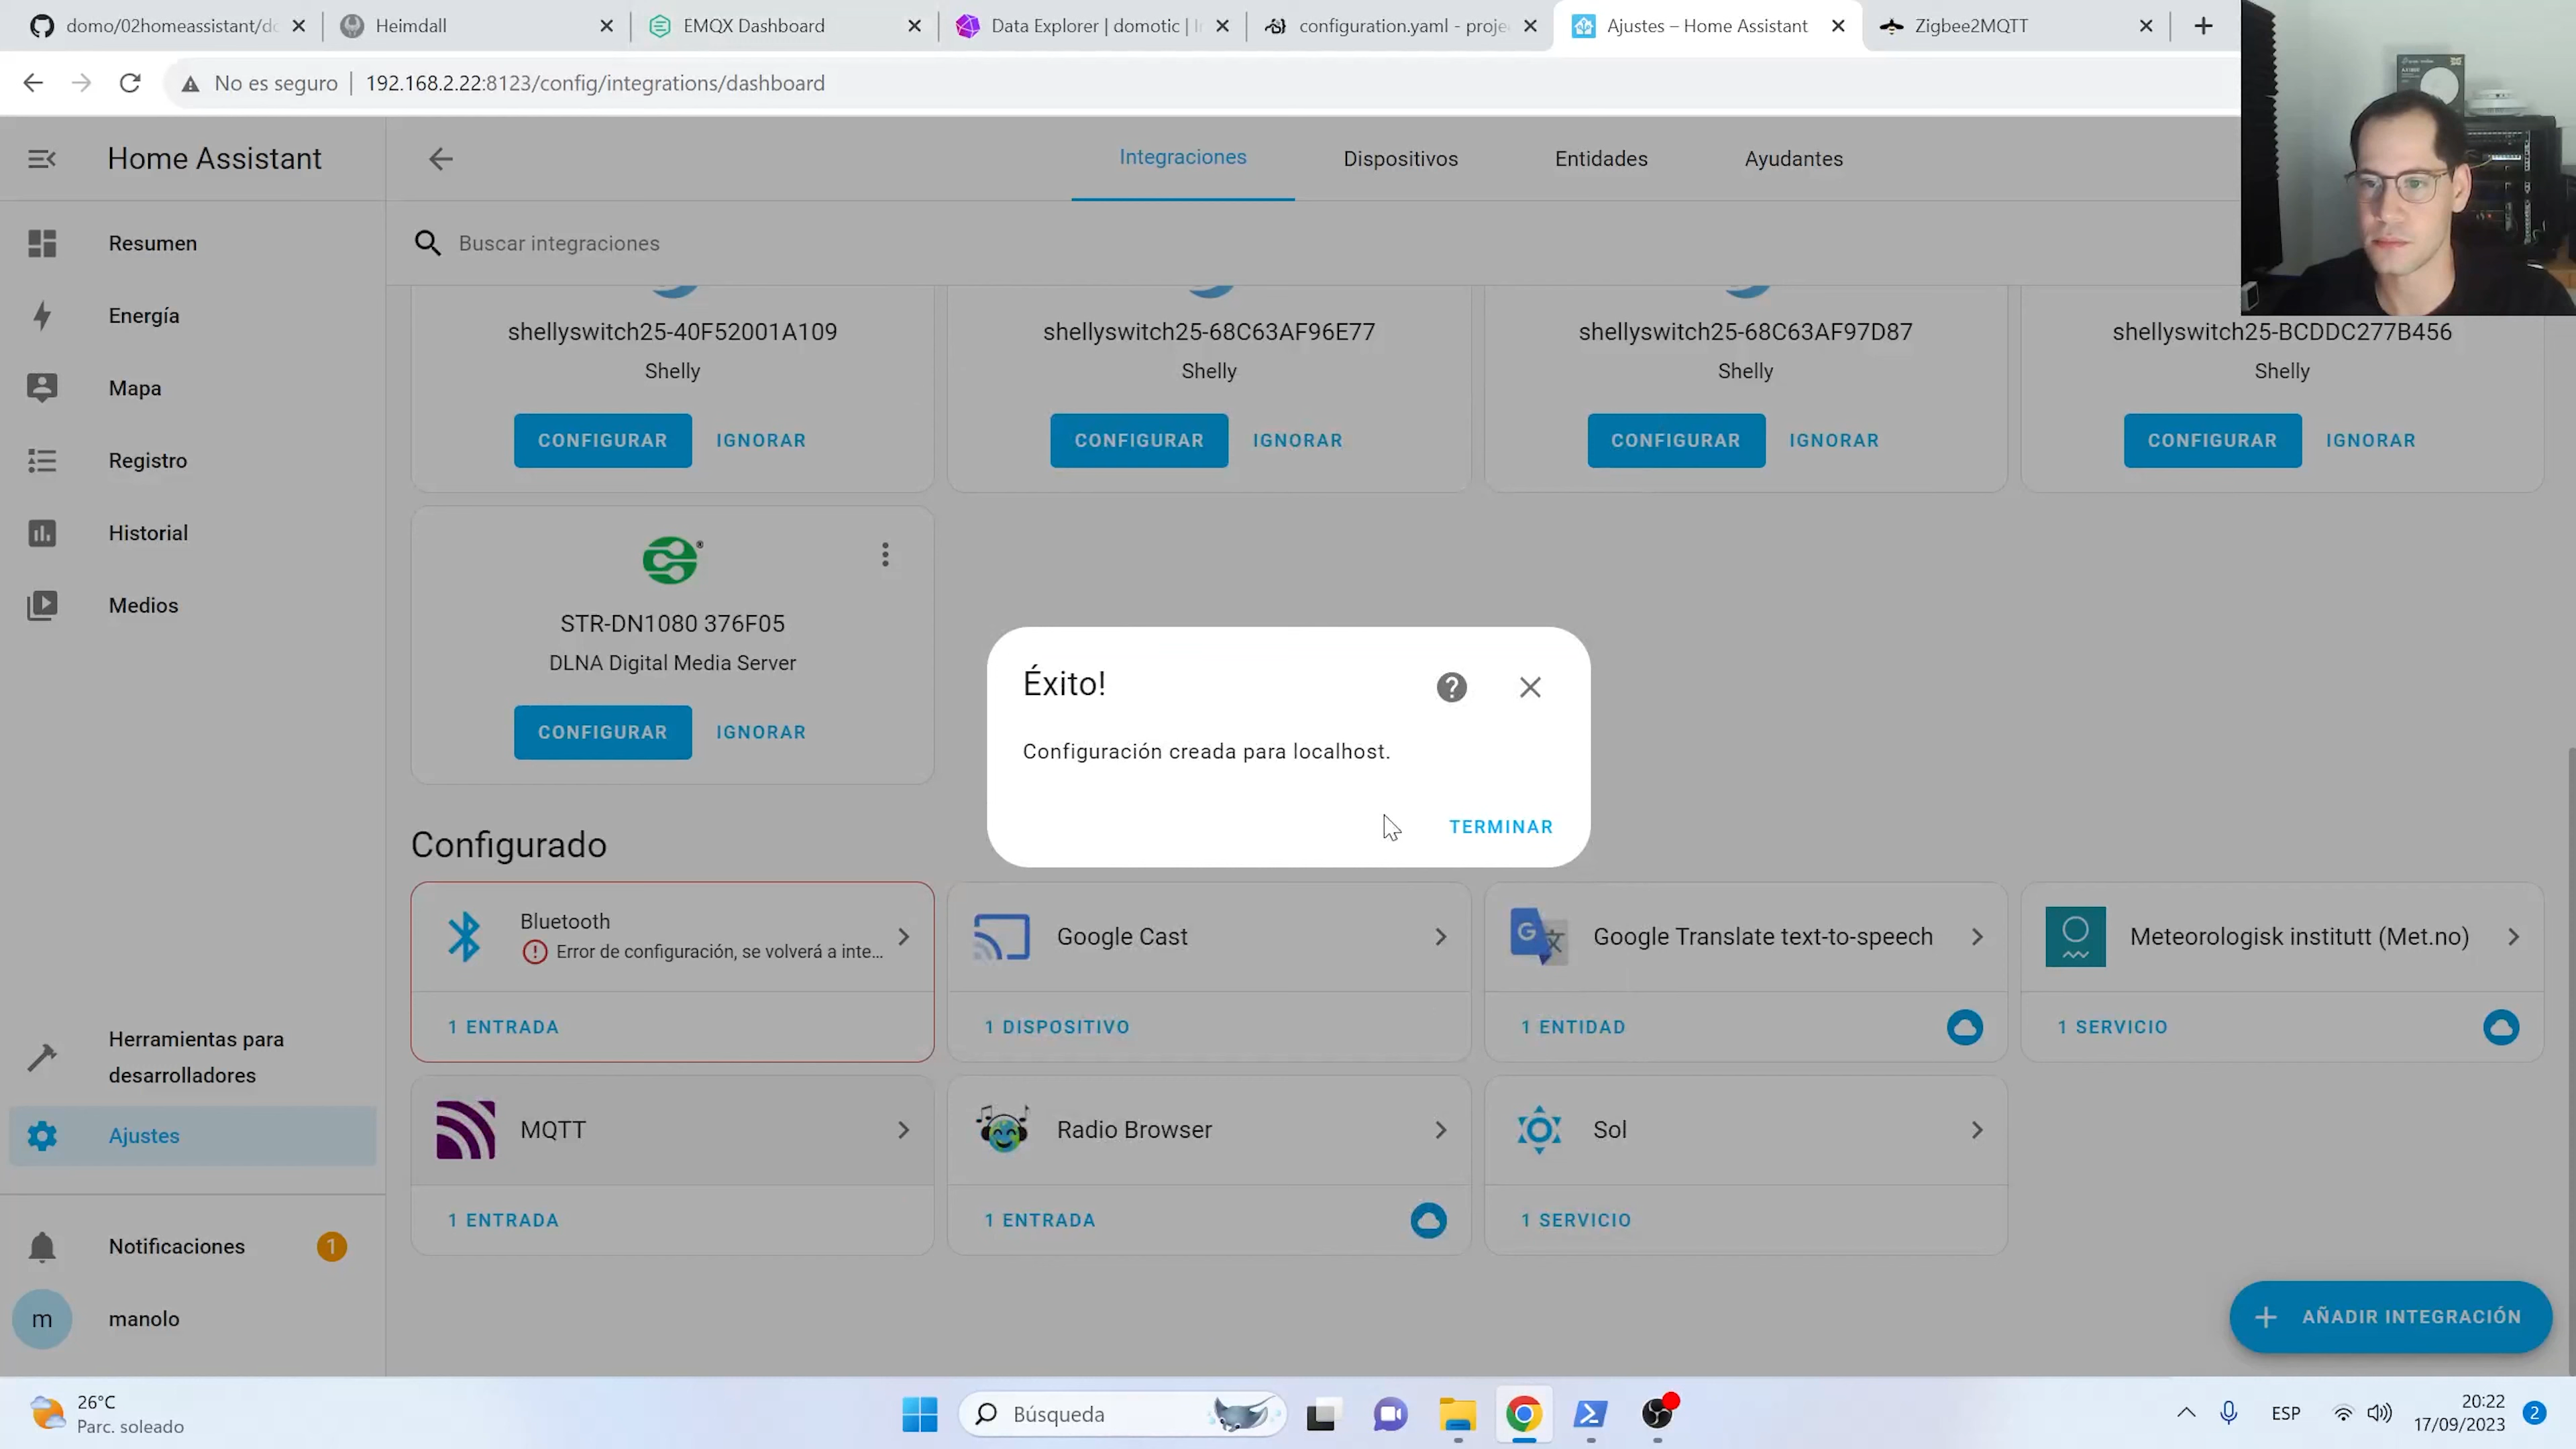 domo/02homeassistant/dc
Heimdall
EMQX Dashboard
Data Explorer | domotic | In
configuration.yaml - proje
Ajustes – Home Assistant
Zigbee2MQTT
No es seguro
192.168.2.22:8123/config/integrations/dashboard
Home Assistant
Integraciones
Dispositivos
Entidades
Ayudantes
Buscar integraciones
Resumen
Energía
Mapa
Registro
Historial
Medios
Herramientas para
desarrolladores
Ajustes
Notificaciones
1
m
manolo
shellyswitch25-40F52001A109
Shelly
CONFIGURAR
IGNORAR
shellyswitch25-68C63AF96E77
Shelly
CONFIGURAR
IGNORAR
shellyswitch25-68C63AF97D87
Shelly
CONFIGURAR
IGNORAR
shellyswitch25-BCDDC277B456
Shelly
CONFIGURAR
IGNORAR
STR-DN1080 376F05
DLNA Digital Media Server
CONFIGURAR
IGNORAR
Éxito!
Configuración creada para localhost.
TERMINAR
Configurado
Bluetooth
Error de configuración, se volverá a inte...
1 ENTRADA
Google Cast
1 DISPOSITIVO
Google Translate text-to-speech
1 ENTIDAD
Meteorologisk institutt (Met.no)
1 SERVICIO
MQTT
1 ENTRADA
Radio Browser
1 ENTRADA
Sol
1 SERVICIO
AÑADIR INTEGRACIÓN
26°C
Parc. soleado
Búsqueda
ESP
20:22
17/09/2023
2